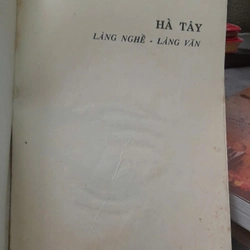 HÀ TÂY
LÀNG NGHỀ - LÀNG VĂN